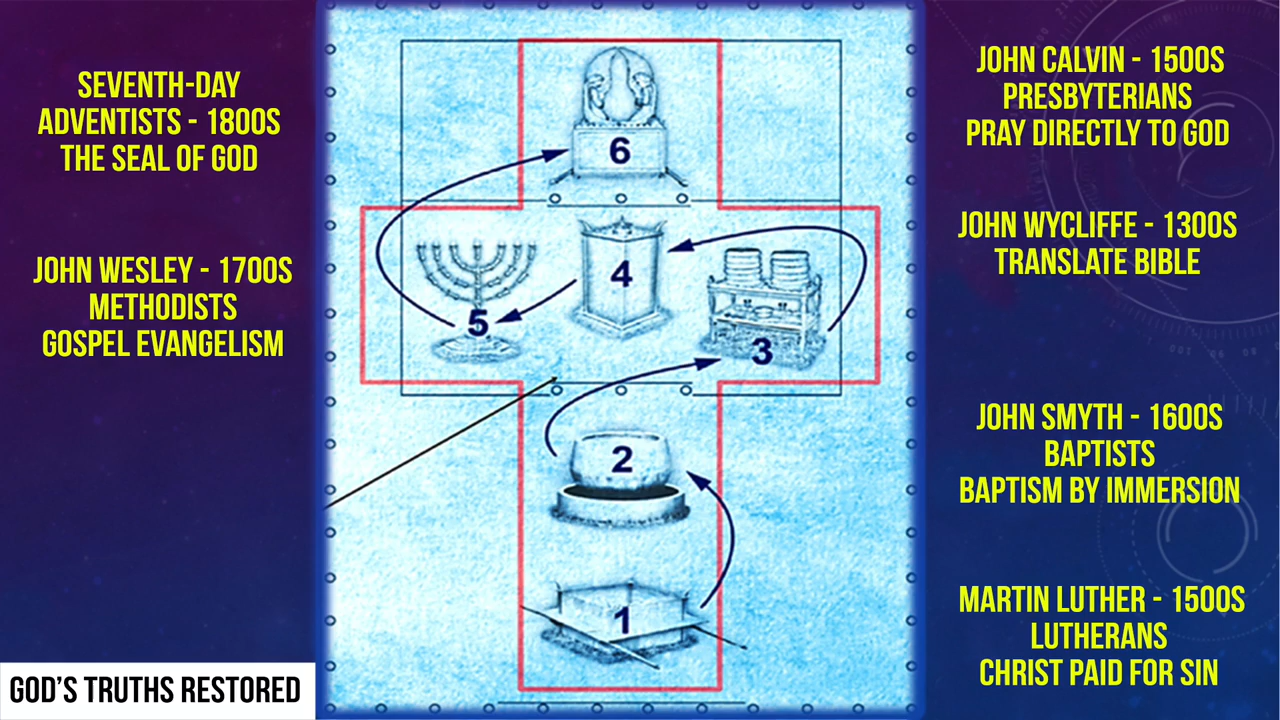 SEVENTH-DAY
ADVENTISTS - 1800S
THE SEAL OF GOD
JOHN WESLEY - 1700S
METHODISTS
GOSPEL EVANGELISM
GOD'S TRUTHS RESTORED
6
4
5
3
2
1
JOHN CALVIN - 1500S
PRESBYTERIANS
PRAY DIRECTLY TO GOD
JOHN WYCLIFFE - 1300S
TRANSLATE BIBLE
JOHN SMYTH - 1600S
BAPTISTS
BAPTISM BY IMMERSION
MARTIN LUTHER - 1500S
LUTHERANS
CHRIST PAID FOR SIN